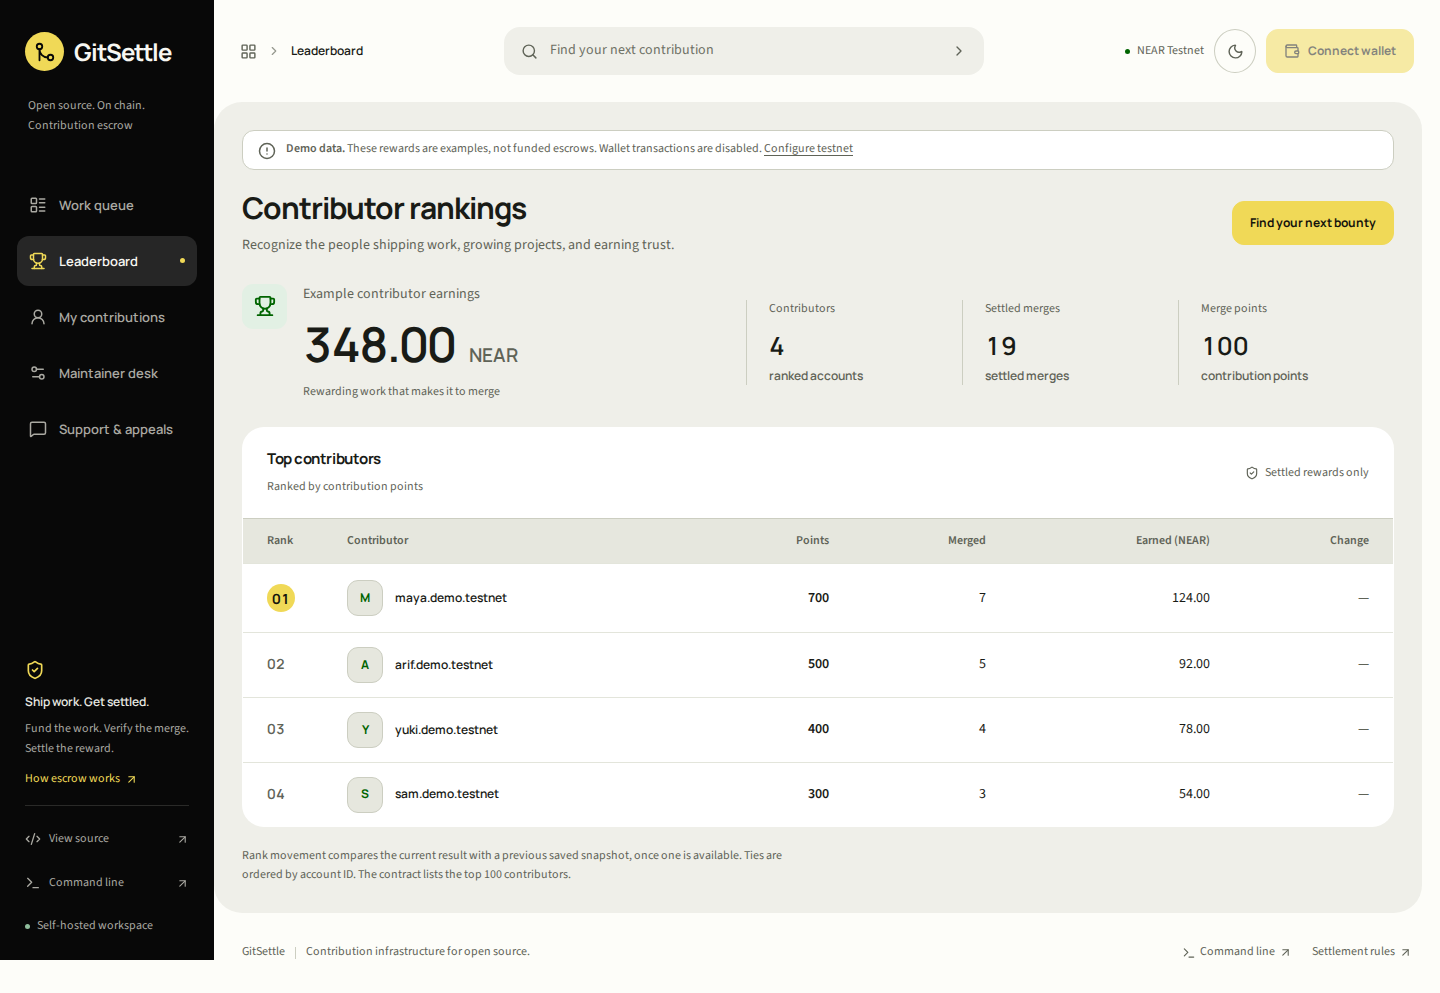 GitSettle
Open source. On chain.
Contribution escrow
Work queue
Leaderboard
My contributions
Maintainer desk
Support & appeals
Ship work. Get settled.
Fund the work. Verify the merge.
Settle the reward.
How escrow works
View source
Command line
Self-hosted workspace
Leaderboard
Find your next contribution
NEAR Testnet
Connect wallet
Demo data. These rewards are examples, not funded escrows. Wallet transactions are disabled. Configure testnet
Contributor rankings
Recognize the people shipping work, growing projects, and earning trust.
Find your next bounty
Example contributor earnings
348.00 NEAR
Rewarding work that makes it to merge
Contributors
4
ranked accounts
Settled merges
19
settled merges
Merge points
100
contribution points
Top contributors
Ranked by contribution points
Settled rewards only
Rank Contributor Points Merged Earned (NEAR) Change
01 M maya.demo.testnet 700 7 124.00 —
02 A arif.demo.testnet 500 5 92.00 —
03 Y yuki.demo.testnet 400 4 78.00 —
04 S sam.demo.testnet 300 3 54.00 —
Rank movement compares the current result with a previous saved snapshot, once one is available. Ties are
ordered by account ID. The contract lists the top 100 contributors.
GitSettle Contribution infrastructure for open source.
Command line Settlement rules